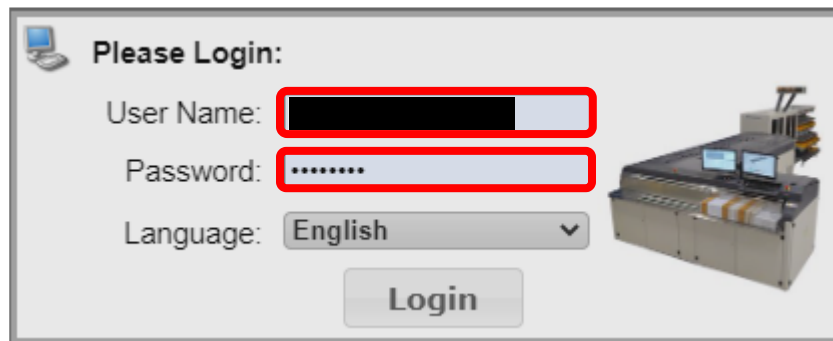 Please Login:
User Name:
Password: ••••••••
Language: English
Login